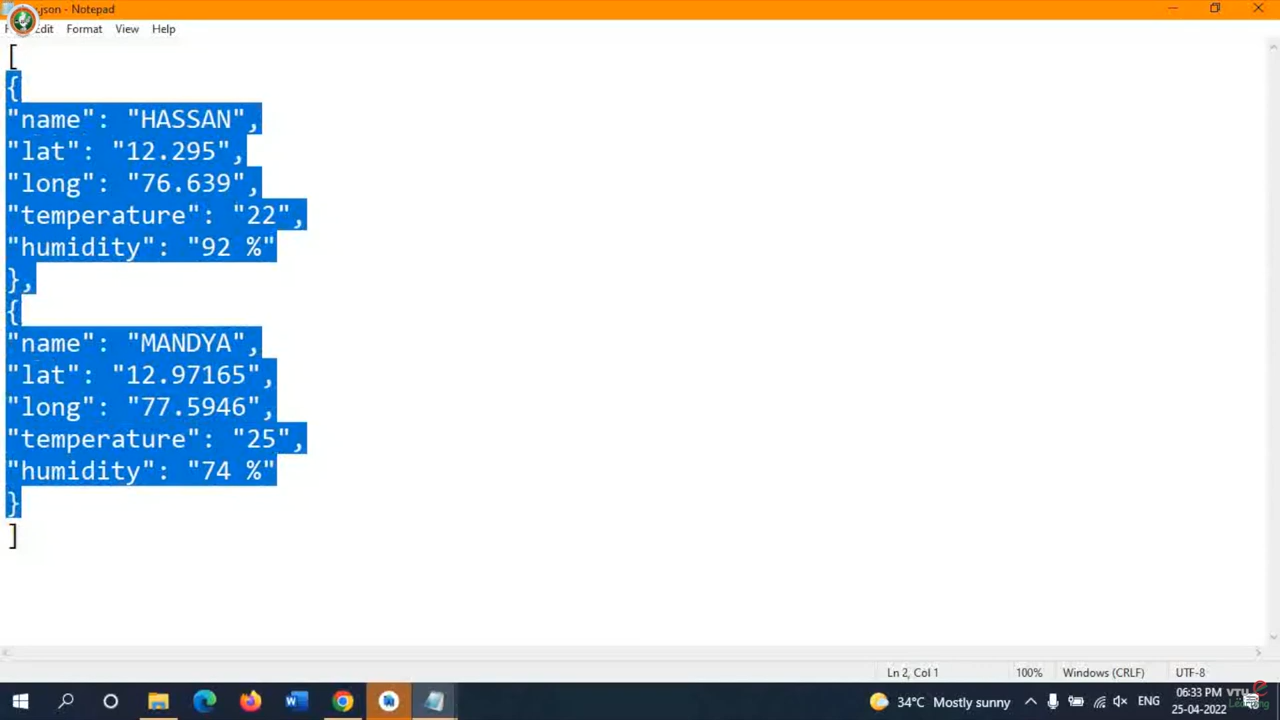 .json - Notepad
Edit Format View Help
[
{
"name": "HASSAN",
"lat": "12.295",
"long": "76.639",
"temperature": "22",
"humidity": "92 %"
},
{
"name": "MANDYA",
"lat": "12.97165",
"long": "77.5946",
"temperature": "25",
"humidity": "74 %"
}
]
Ln 2, Col 1 100% Windows (CRLF) UTF-8
34°C Mostly sunny ENG 06:33 PM
25-04-2022
VTU
Learning